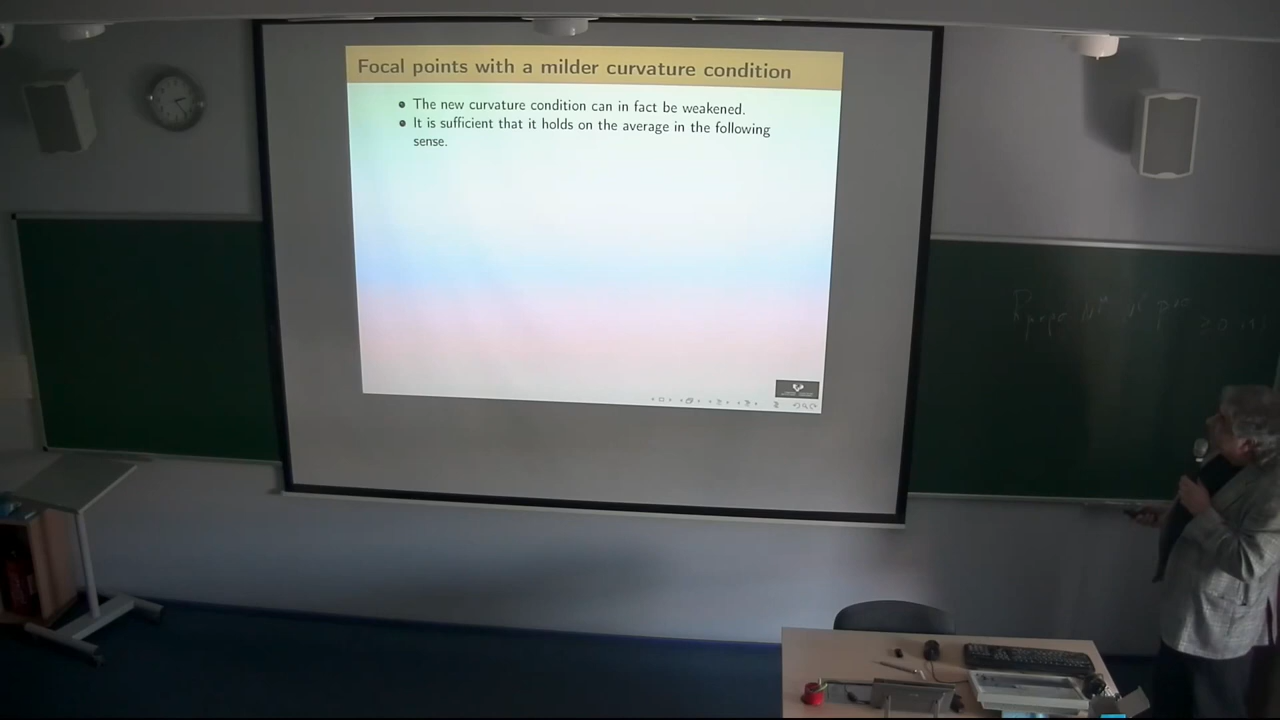 Focal points with a milder curvature condition
The new curvature condition can in fact be weakened.
It is sufficient that it holds on the average in the following
sense.